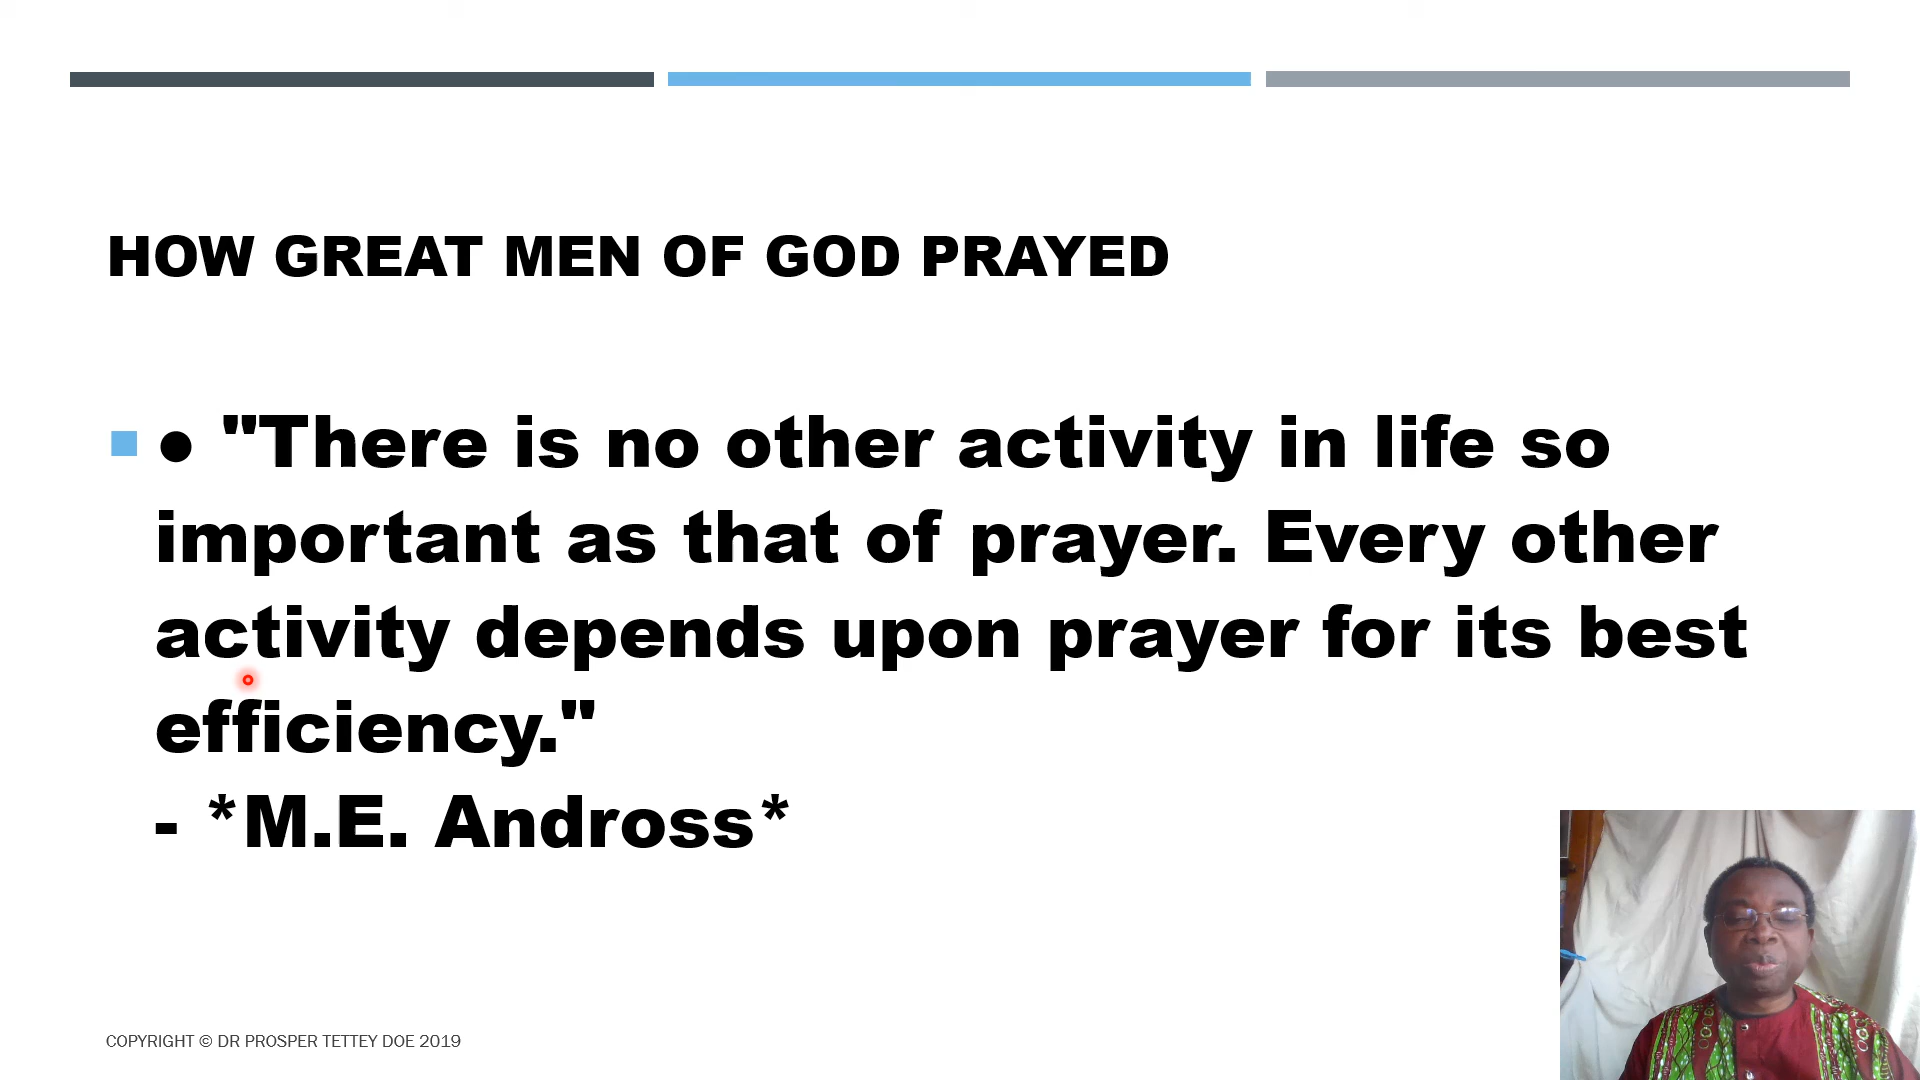 HOW GREAT MEN OF GOD PRAYED
● "There is no other activity in life so
important as that of prayer. Every other
activity depends upon prayer for its best
efficiency."
- *M.E. Andross*
COPYRIGHT © DR PROSPER TETTEY DOE 2019